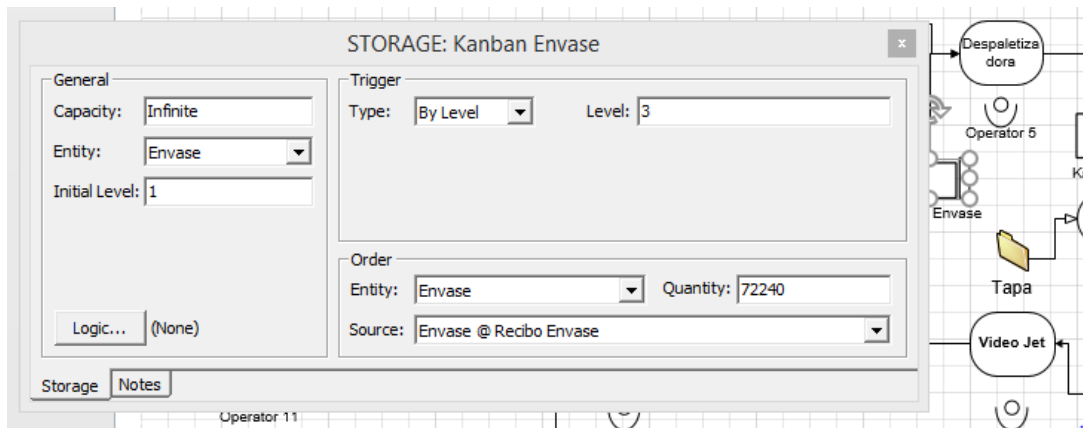 STORAGE: Kanban Envase
x
General
Capacity: Infinite
Entity: Envase
Initial Level: 1
Logic... (None)
Trigger
Type: By Level Level: 3
Order
Entity: Envase Quantity: 72240
Source: Envase @ Recibo Envase
Storage Notes
Despaletiza
dora
Operator 5
Envase
Tapa
Video Jet
Operator 11